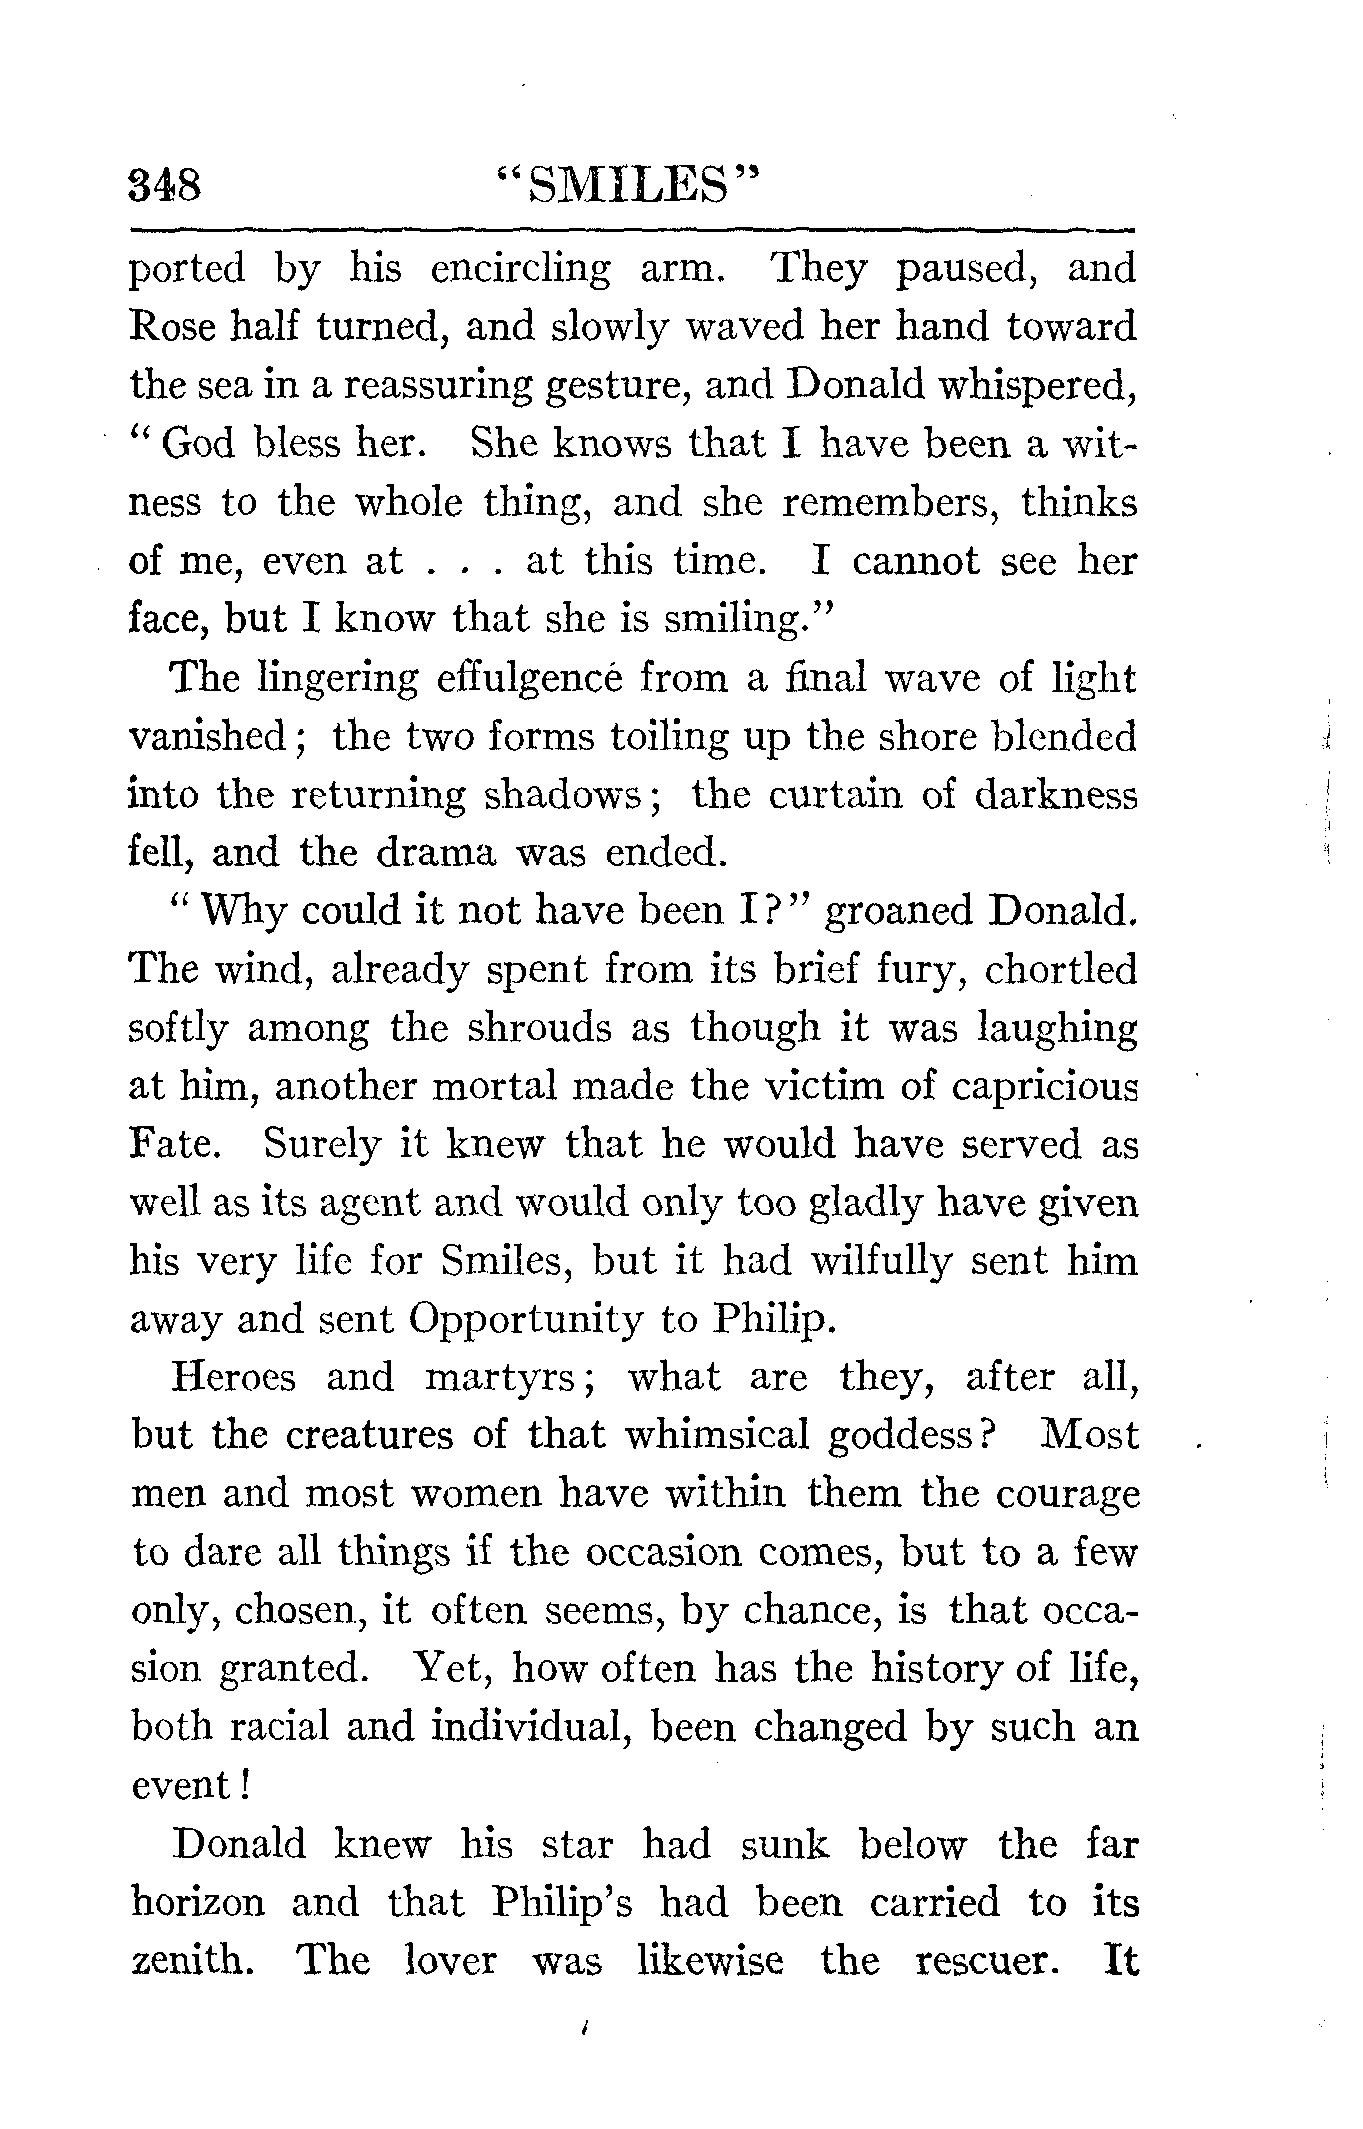 348 "SMILES"
ported by his encircling arm. They paused, and
Rose half turned, and slowly waved her hand toward
the sea in a reassuring gesture, and Donald whispered,
" God bless her. She knows that I have been a wit-
ness to the whole thing, and she remembers, thinks
of me, even at . . . at this time. I cannot see her
face, but I know that she is smiling."
The lingering effulgence from a final wave of light
vanished; the two forms toiling up the shore blended
into the returning shadows; the curtain of darkness
fell, and the drama was ended.
" Why could it not have been I?" groaned Donald.
The wind, already spent from its brief fury, chortled
softly among the shrouds as though it was laughing
at him, another mortal made the victim of capricious
Fate. Surely it knew that he would have served as
well as its agent and would only too gladly have given
his very life for Smiles, but it had wilfully sent him
away and sent Opportunity to Philip.
Heroes and martyrs; what are they, after all,
but the creatures of that whimsical goddess? Most
men and most women have within them the courage
to dare all things if the occasion comes, but to a few
only, chosen, it often seems, by chance, is that occa-
sion granted. Yet, how often has the history of life,
both racial and individual, been changed by such an
event!
Donald knew his star had sunk below the far
horizon and that Philip's had been carried to its
zenith. The lover was likewise the rescuer. It